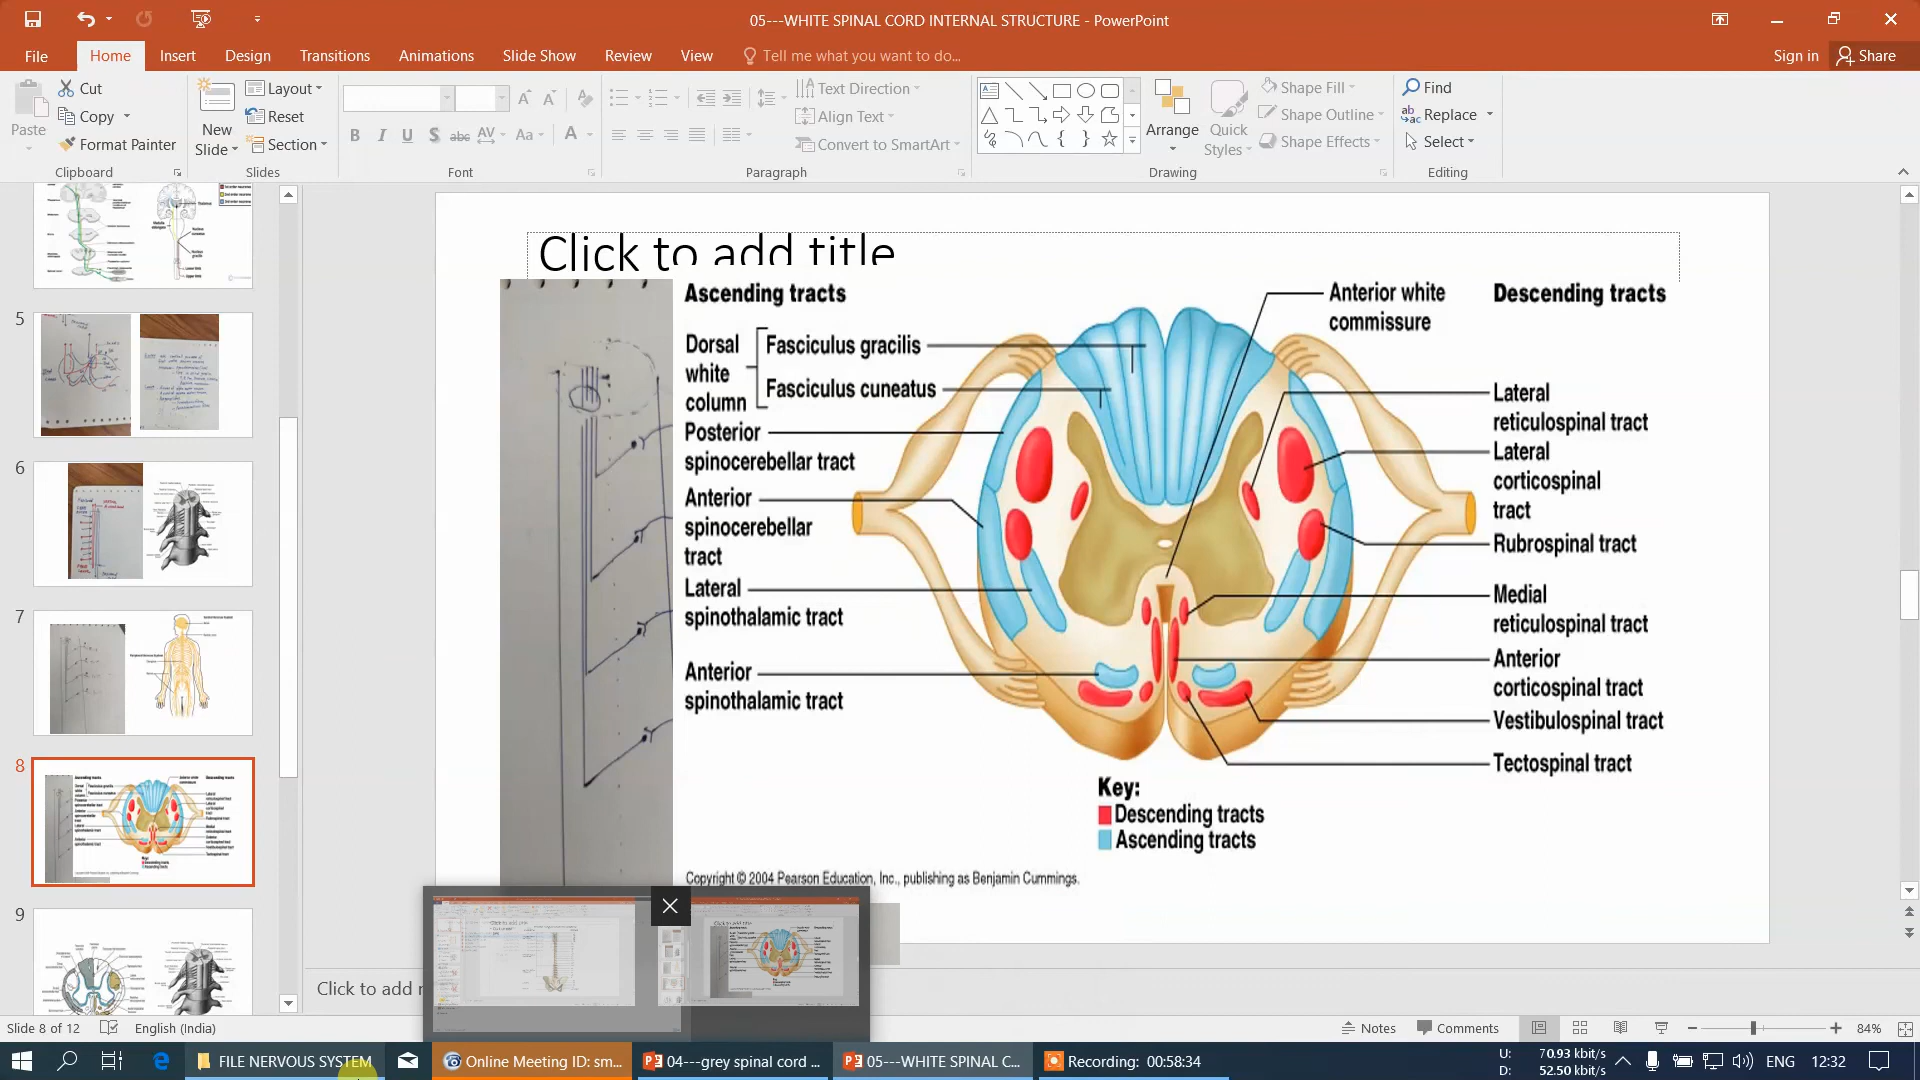 05---WHITE SPINAL CORD INTERNAL STRUCTURE - PowerPoint
File
Home
Insert
Design
Transitions
Animations
Slide Show
Review
View
Tell me what you want to do...
Sign in
Share
Paste
Cut
Copy
Format Painter
Clipboard
New Slide
Layout
Reset
Section
Slides
Font
Text Direction
Align Text
Convert to SmartArt
Paragraph
Arrange
Quick Styles
Shape Fill
Shape Outline
Shape Effects
Drawing
Find
Replace
Select
Editing
5
6
7
8
9
Click to add title
Ascending tracts
Dorsal white column
Fasciculus gracilis
Fasciculus cuneatus
Posterior
spinocerebellar tract
Anterior
spinocerebellar
tract
Lateral
spinothalamic tract
Anterior
spinothalamic tract
Anterior white
commissure
Descending tracts
Lateral
reticulospinal tract
Lateral
corticospinal
tract
Rubrospinal tract
Medial
reticulospinal tract
Anterior
corticospinal tract
Vestibulospinal tract
Tectospinal tract
Key:
Descending tracts
Ascending tracts
Copyright © 2004 Pearson Education, Inc., publishing as Benjamin Cummings.
Click to add
Slide 8 of 12
English (India)
Notes
Comments
84%
FILE NERVOUS SYSTEM
Online Meeting ID: sm...
04---grey spinal cord ...
05---WHITE SPINAL C...
Recording: 00:58:34
U: 70.93 kbit/s
D: 52.50 kbit/s
ENG
12:32